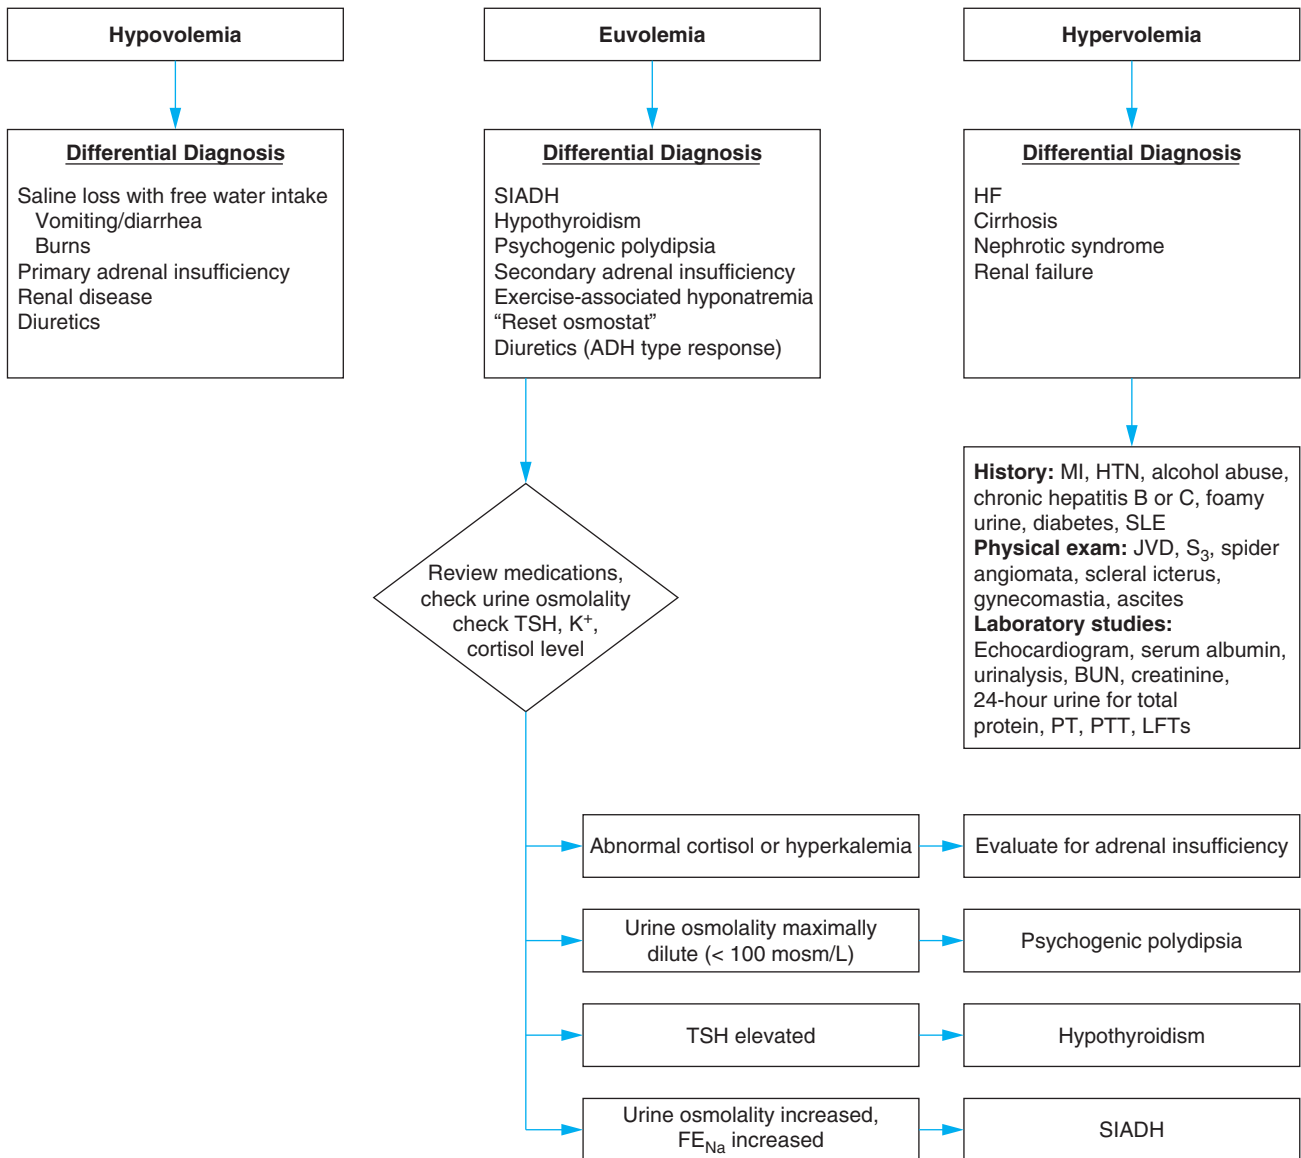 Hypovolemia
Differential Diagnosis
Saline loss with free water intake
Vomiting/diarrhea
Burns
Primary adrenal insufficiency
Renal disease
Diuretics
Euvolemia
Differential Diagnosis
SIADH
Hypothyroidism
Psychogenic polydipsia
Secondary adrenal insufficiency
Exercise-associated hyponatremia
“Reset osmostat”
Diuretics (ADH type response)
Review medications,
check urine osmolality
check TSH, K⁺,
cortisol level
Abnormal cortisol or hyperkalemia
Evaluate for adrenal insufficiency
Urine osmolality maximally
dilute (< 100 mosm/L)
Psychogenic polydipsia
TSH elevated
Hypothyroidism
Urine osmolality increased,
FENa increased
SIADH
Hypervolemia
Differential Diagnosis
HF
Cirrhosis
Nephrotic syndrome
Renal failure
History: MI, HTN, alcohol abuse,
chronic hepatitis B or C, foamy
urine, diabetes, SLE
Physical exam: JVD, S₃, spider
angiomata, scleral icterus,
gynecomastia, ascites
Laboratory studies:
Echocardiogram, serum albumin,
urinalysis, BUN, creatinine,
24-hour urine for total
protein, PT, PTT, LFTs